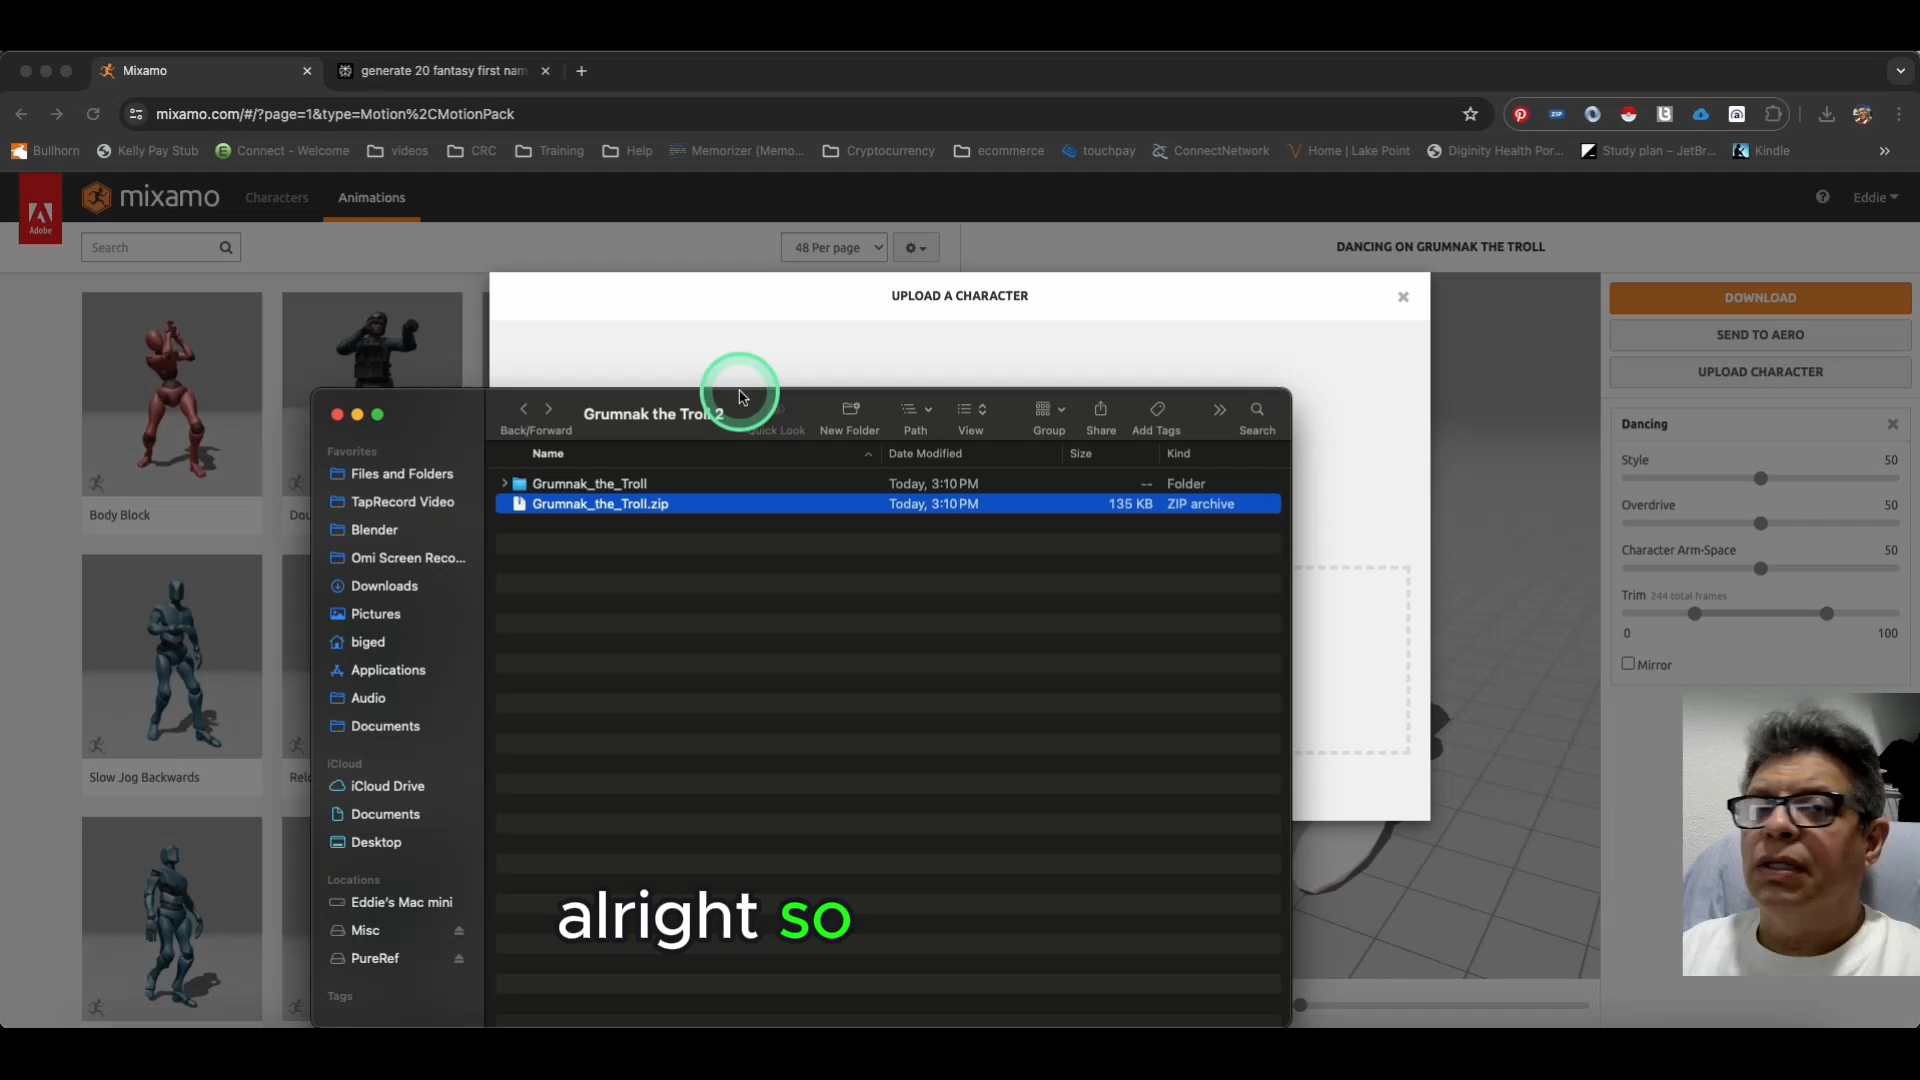 Mixamo
generate 20 fantasy first nam
mixamo.com/#/?page=1&type=Motion%2CMotionPack
Bullhorn
Kelly Pay Stub
Connect - Welcome
videos
CRC
Training
Help
Memorizer (Memo...
Cryptocurrency
ecommerce
touchpay
ConnectNetwork
Home | Lake Point
Diginity Health Por...
Study plan – JetBr...
Kindle
Adobe
mixamo
Characters
Animations
Eddie
Search
48 Per page
DANCING ON GRUMNAK THE TROLL
UPLOAD A CHARACTER
DOWNLOAD
SEND TO AERO
UPLOAD CHARACTER
Dancing
Style 50
Overdrive 50
Character Arm-Space 50
Trim 244 total frames
0 100
Mirror
Body Block
Slow Jog Backwards
Grumnak the Troll 2
Back/Forward
Quick Look
New Folder
Path
View
Group
Share
Add Tags
Search
Name Date Modified Size Kind
Grumnak_the_Troll Today, 3:10 PM -- Folder
Grumnak_the_Troll.zip Today, 3:10 PM 135 KB ZIP archive
Favorites
Files and Folders
TapRecord Video
Blender
Omi Screen Reco...
Downloads
Pictures
biged
Applications
Audio
Documents
iCloud
iCloud Drive
Documents
Desktop
Locations
Eddie's Mac mini
Misc
PureRef
Tags
alright so